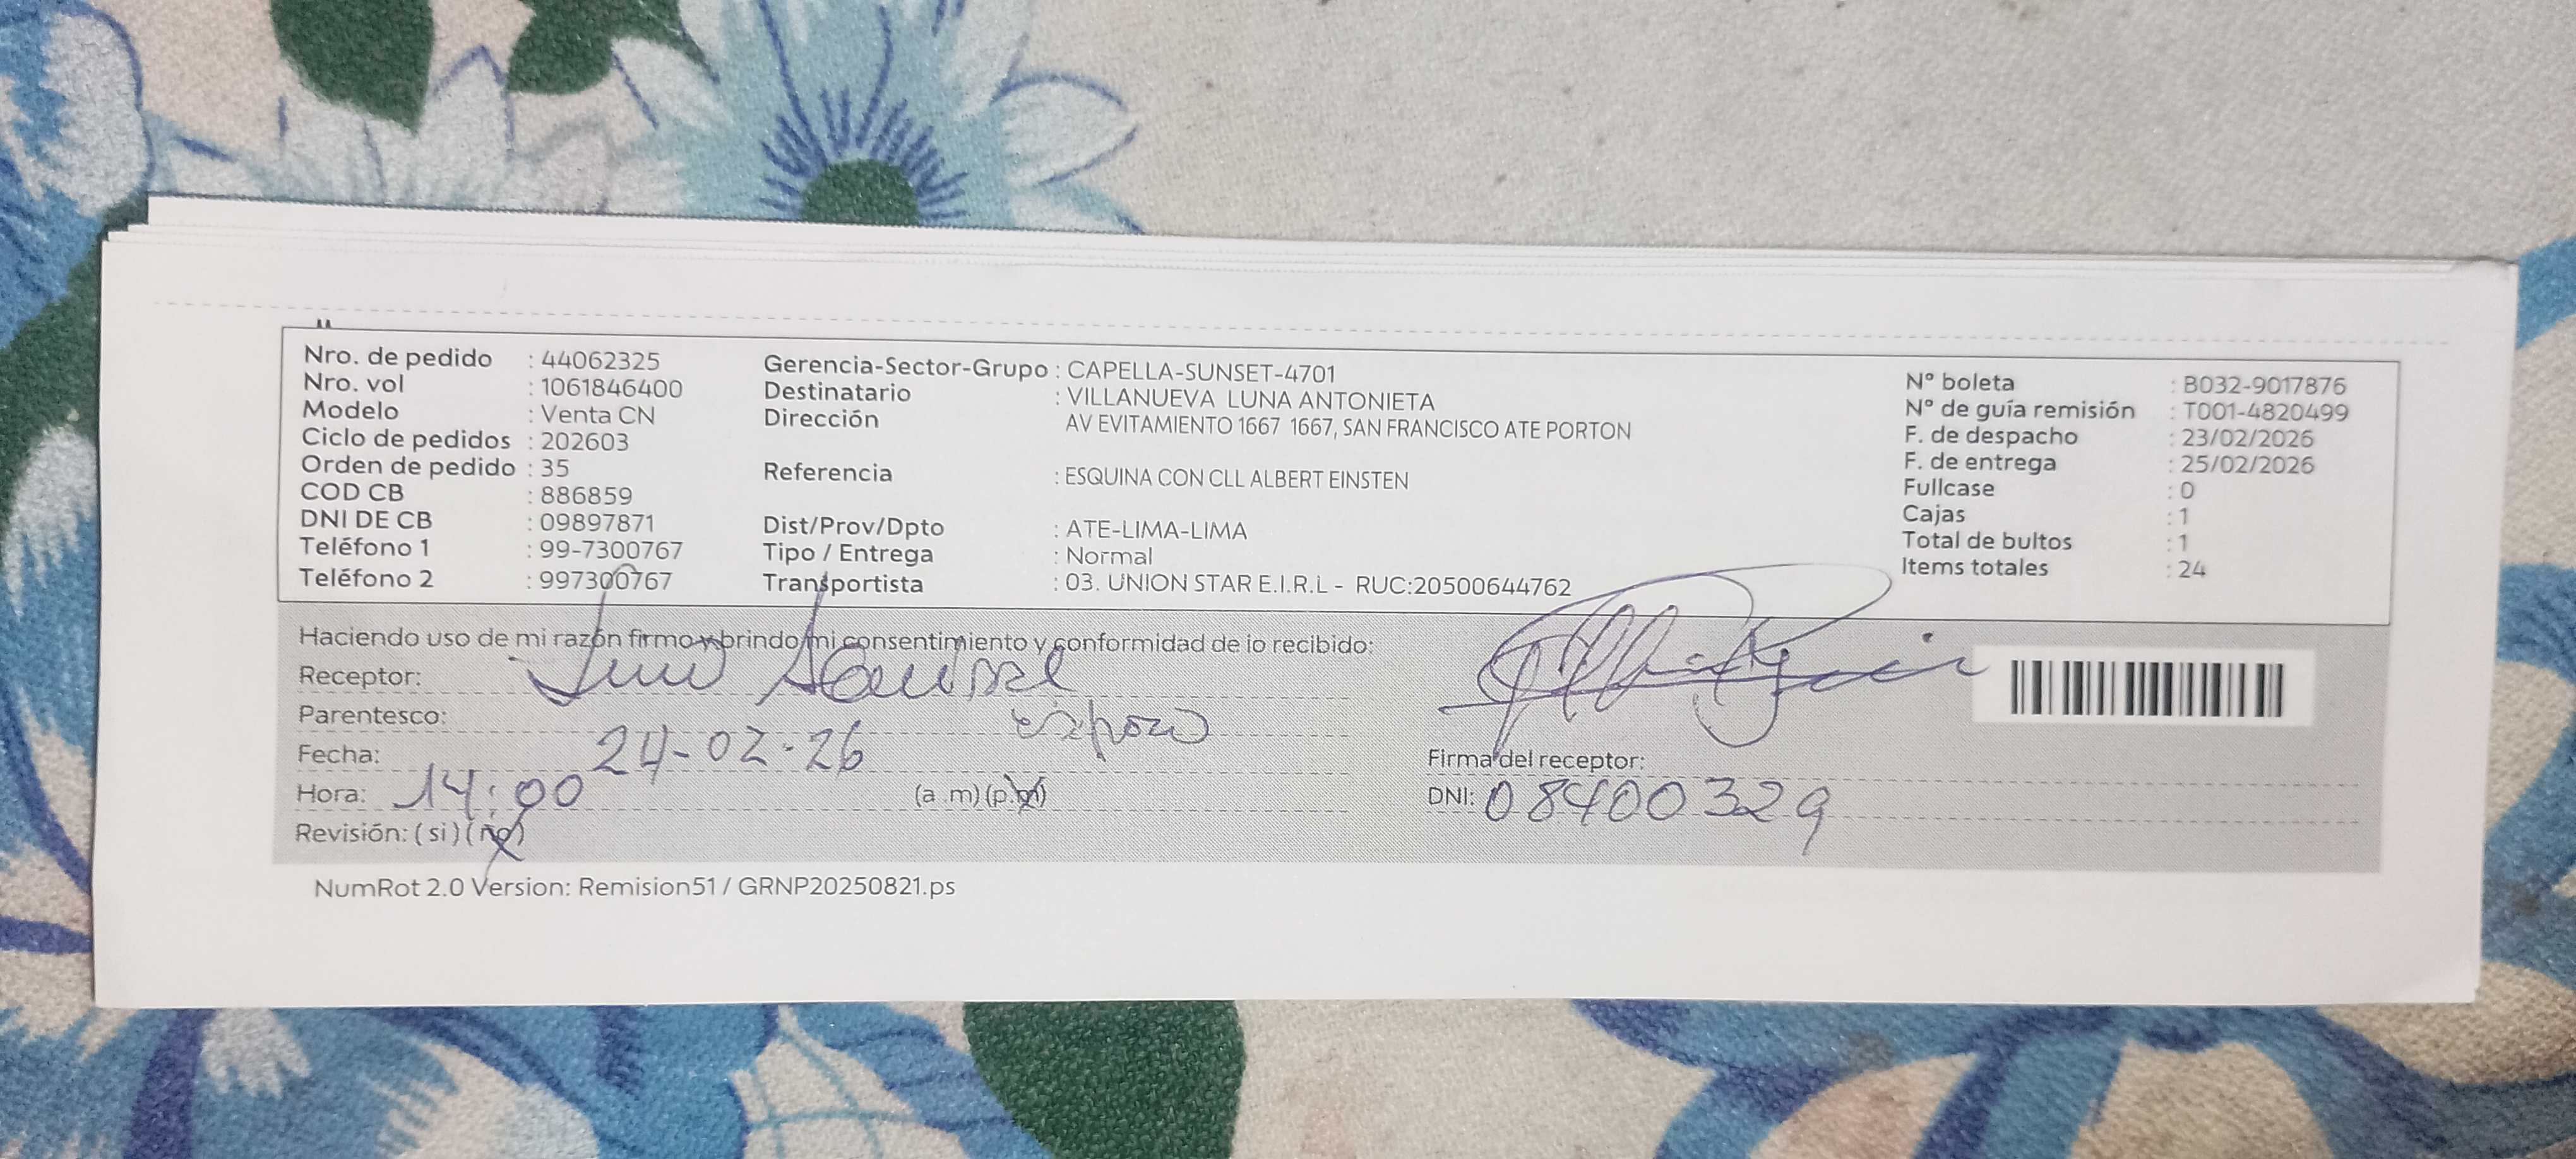 Nro. de pedido : 44062325
Nro. vol : 1061846400
Modelo : Venta CN
Ciclo de pedidos : 202603
Orden de pedido : 35
COD CB : 886859
DNI DE CB : 09897871
Teléfono 1 : 99-7300767
Teléfono 2 : 997300767
Gerencia-Sector-Grupo : CAPELLA-SUNSET-4701
Destinatario : VILLANUEVA LUNA ANTONIETA
Dirección AV EVITAMIENTO 1667 1667, SAN FRANCISCO ATE PORTON
Referencia : ESQUINA CON CLL ALBERT EINSTEN
Dist/Prov/Dpto : ATE-LIMA-LIMA
Tipo / Entrega : Normal
Transportista : 03. UNION STAR E.I.R.L - RUC:20500644762
N° boleta : B032-9017876
N° de guía remisión : T001-4820499
F. de despacho : 23/02/2026
F. de entrega : 25/02/2026
Fullcase : 0
Cajas : 1
Total de bultos : 1
Items totales : 24
Haciendo uso de mi razón firmo y brindo mi consentimiento y conformidad de lo recibido:
Receptor:
Parentesco: esposo
Fecha: 24-02-26
Hora: 14:00 (a .m) (p.m)
Revisión: (si) (no)
Firma del receptor:
DNI: 08400329
NumRot 2.0 Version: Remision51 / GRNP20250821.ps